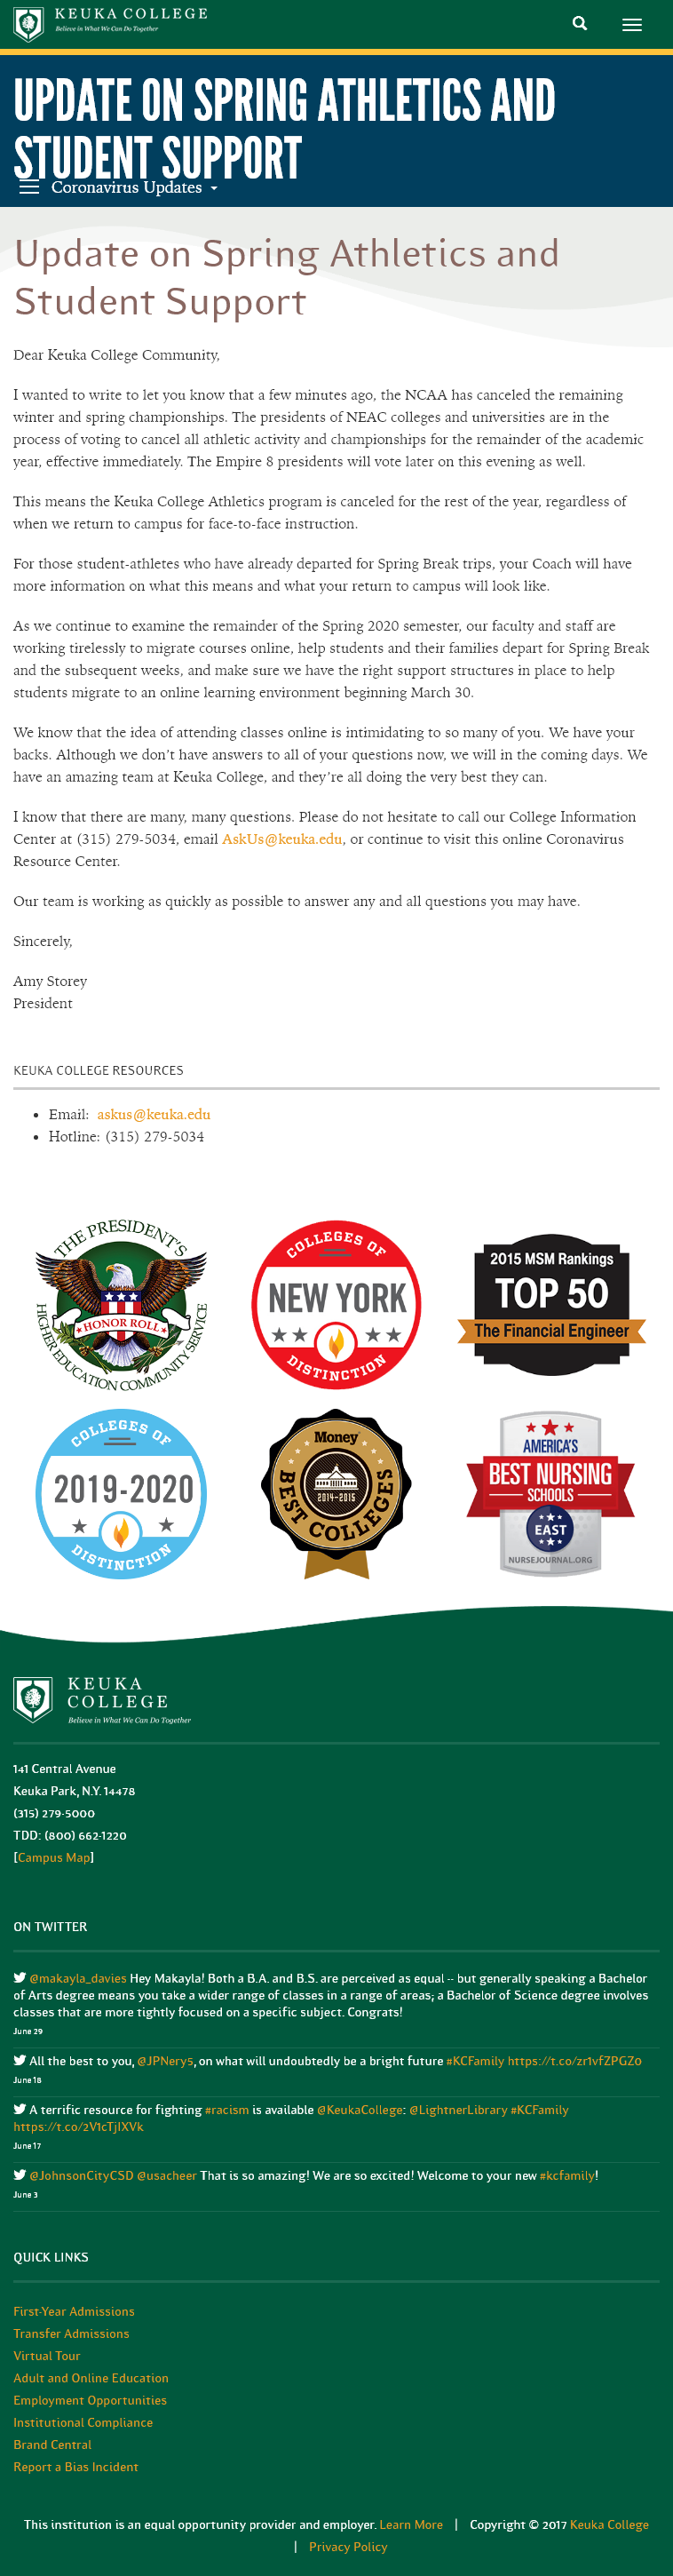 KEUKA COLLEGE
Believe in What We Can Do Together
UPDATE ON SPRING ATHLETICS AND
STUDENT SUPPORT
Coronavirus Updates
Update on Spring Athletics and
Student Support
Dear Keuka College Community,
I wanted to write to let you know that a few minutes ago, the NCAA has canceled the remaining
winter and spring championships. The presidents of NEAC colleges and universities are in the
process of voting to cancel all athletic activity and championships for the remainder of the academic
year, effective immediately. The Empire 8 presidents will vote later on this evening as well.
This means the Keuka College Athletics program is canceled for the rest of the year, regardless of
when we return to campus for face-to-face instruction.
For those student-athletes who have already departed for Spring Break trips, your Coach will have
more information on what this means and what your return to campus will look like.
As we continue to examine the remainder of the Spring 2020 semester, our faculty and staff are
working tirelessly to migrate courses online, help students and their families depart for Spring Break
and the subsequent weeks, and make sure we have the right support structures in place to help
students migrate to an online learning environment beginning March 30.
We know that the idea of attending classes online is intimidating to so many of you. We have your
backs. Although we don't have answers to all of your questions now, we will in the coming days. We
have an amazing team at Keuka College, and they're all doing the very best they can.
I know that there are many, many questions. Please do not hesitate to call our College Information
Center at (315) 279-5034, email AskUs@keuka.edu, or continue to visit this online Coronavirus
Resource Center.
Our team is working as quickly as possible to answer any and all questions you may have.
Sincerely,
Amy Storey
President
KEUKA COLLEGE RESOURCES
• Email: askus@keuka.edu
• Hotline: (315) 279-5034
THE PRESIDENT'S
HONOR ROLL
HIGHER EDUCATION COMMUNITY SERVICE
COLLEGES OF
NEW YORK
DISTINCTION
2015 MSM Rankings
TOP 50
The Financial Engineer
COLLEGES OF
2019-2020
DISTINCTION
Money
BEST COLLEGES
2014-2015
AMERICA'S
BEST NURSING
SCHOOLS
EAST
NURSEJOURNAL.ORG
KEUKA
COLLEGE
Believe in What We Can Do Together
141 Central Avenue
Keuka Park, N.Y. 14478
(315) 279-5000
TDD: (800) 662-1220
[Campus Map]
ON TWITTER
@makayla_davies Hey Makayla! Both a B.A. and B.S. are perceived as equal -- but generally speaking a Bachelor
of Arts degree means you take a wider range of classes in a range of areas; a Bachelor of Science degree involves
classes that are more tightly focused on a specific subject. Congrats!
June 29
All the best to you, @JPNery5, on what will undoubtedly be a bright future #KCFamily https://t.co/zr1vfZPGZ0
June 18
A terrific resource for fighting #racism is available @KeukaCollege: @LightnerLibrary #KCFamily
https://t.co/2V1cTjIXVk
June 17
@JohnsonCityCSD @usacheer That is so amazing! We are so excited! Welcome to your new #kcfamily!
June 3
QUICK LINKS
First-Year Admissions
Transfer Admissions
Virtual Tour
Adult and Online Education
Employment Opportunities
Institutional Compliance
Brand Central
Report a Bias Incident
This institution is an equal opportunity provider and employer. Learn More | Copyright © 2017 Keuka College
| Privacy Policy